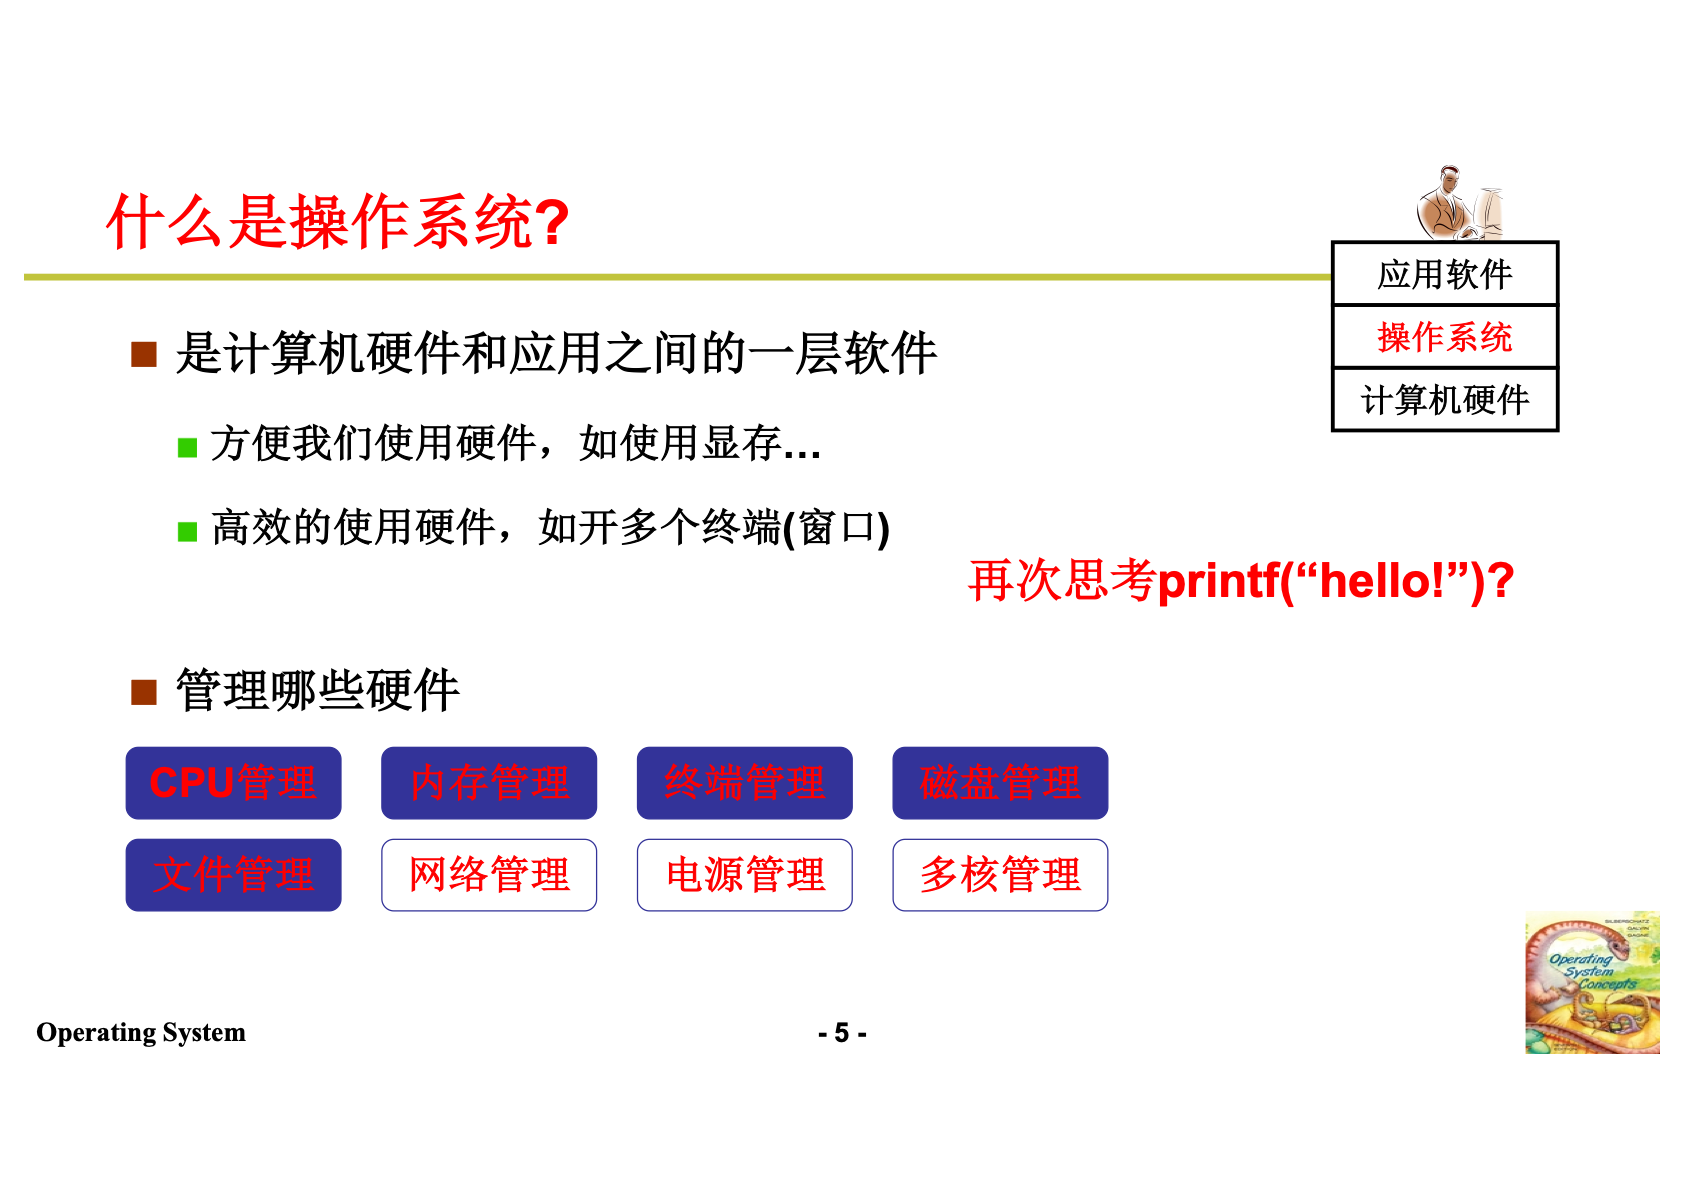 什么是操作系统?
应用软件
操作系统
计算机硬件
是计算机硬件和应用之间的一层软件
方便我们使用硬件，如使用显存...
高效的使用硬件，如开多个终端(窗口)
再次思考printf(“hello!”)?
管理哪些硬件
CPU管理 内存管理 终端管理 磁盘管理
文件管理 网络管理 电源管理 多核管理
SILBERSCHATZ
GALVIN
GAGNE
Operating
System
Concepts
Operating System
- 5 -